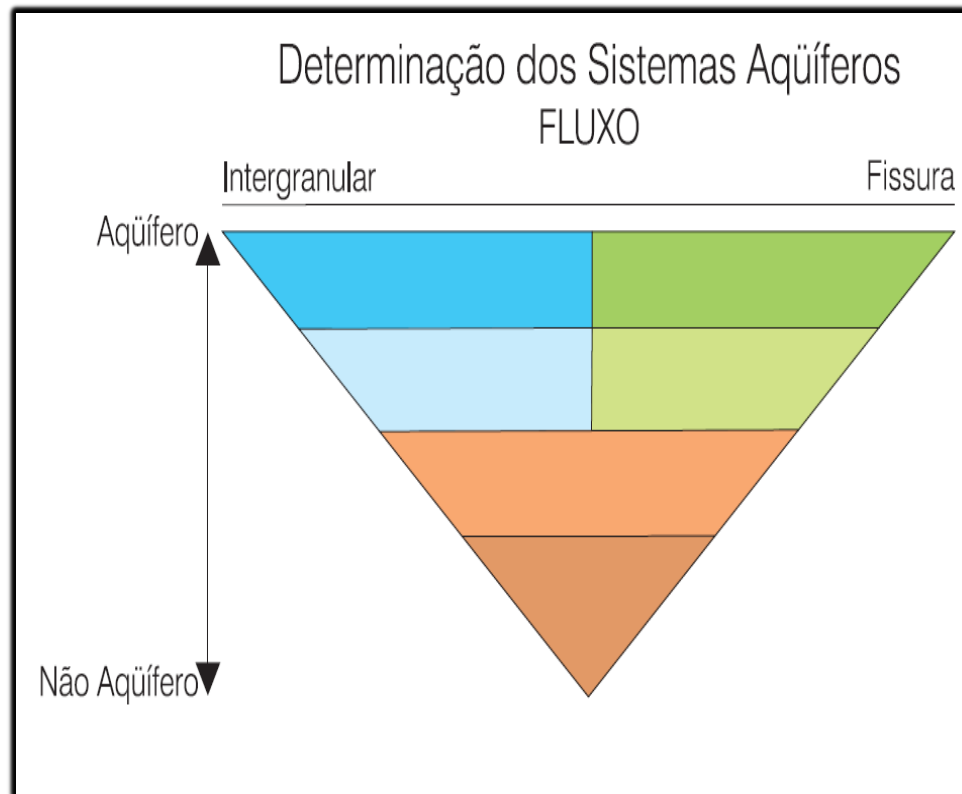 Determinação dos Sistemas Aqüíferos
FLUXO
Intergranular
Fissura
Aqüífero
Não Aqüífero